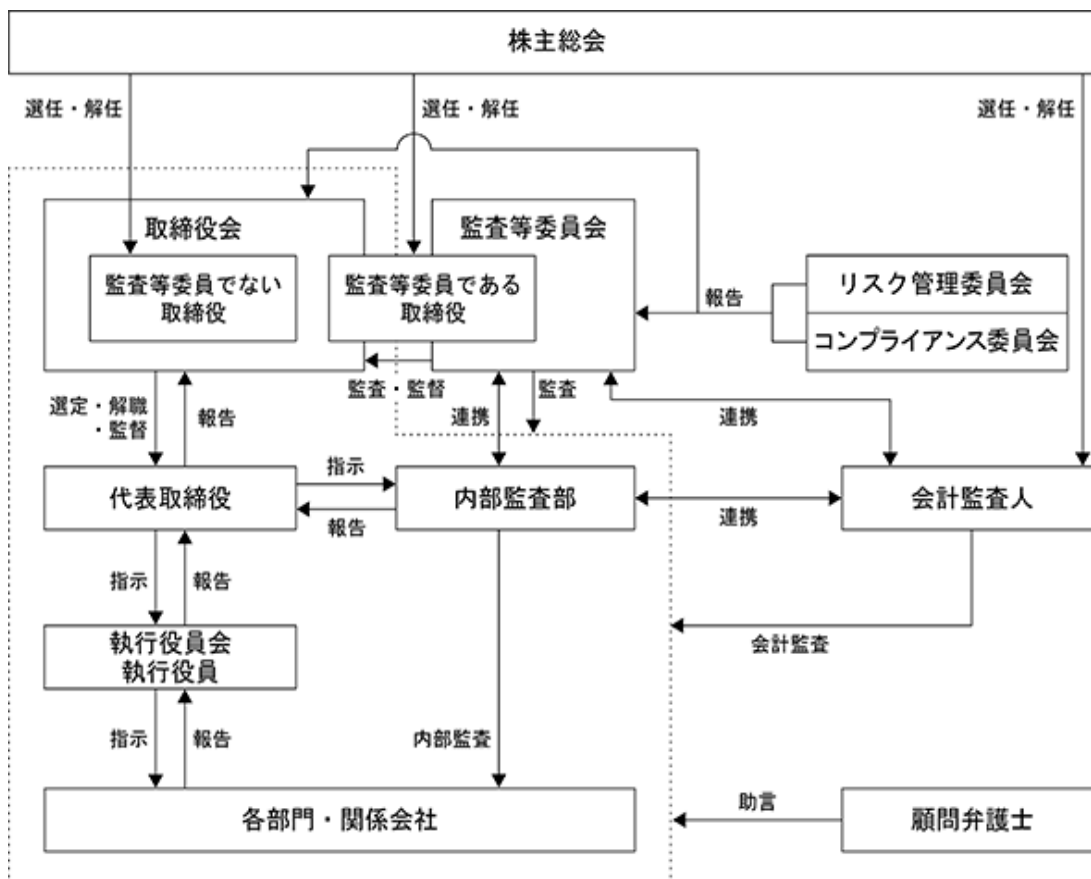 株主総会
選任・解任
選任・解任
選任・解任
取締役会
監査等委員会
監査等委員でない
取締役
監査等委員である
取締役
報告
リスク管理委員会
コンプライアンス委員会
監査・監督
監査
選定・解職
・監督
報告
連携
連携
代表取締役
指示
報告
内部監査部
連携
会計監査人
指示
報告
会計監査
執行役員会
執行役員
指示
報告
内部監査
各部門・関係会社
助言
顧問弁護士